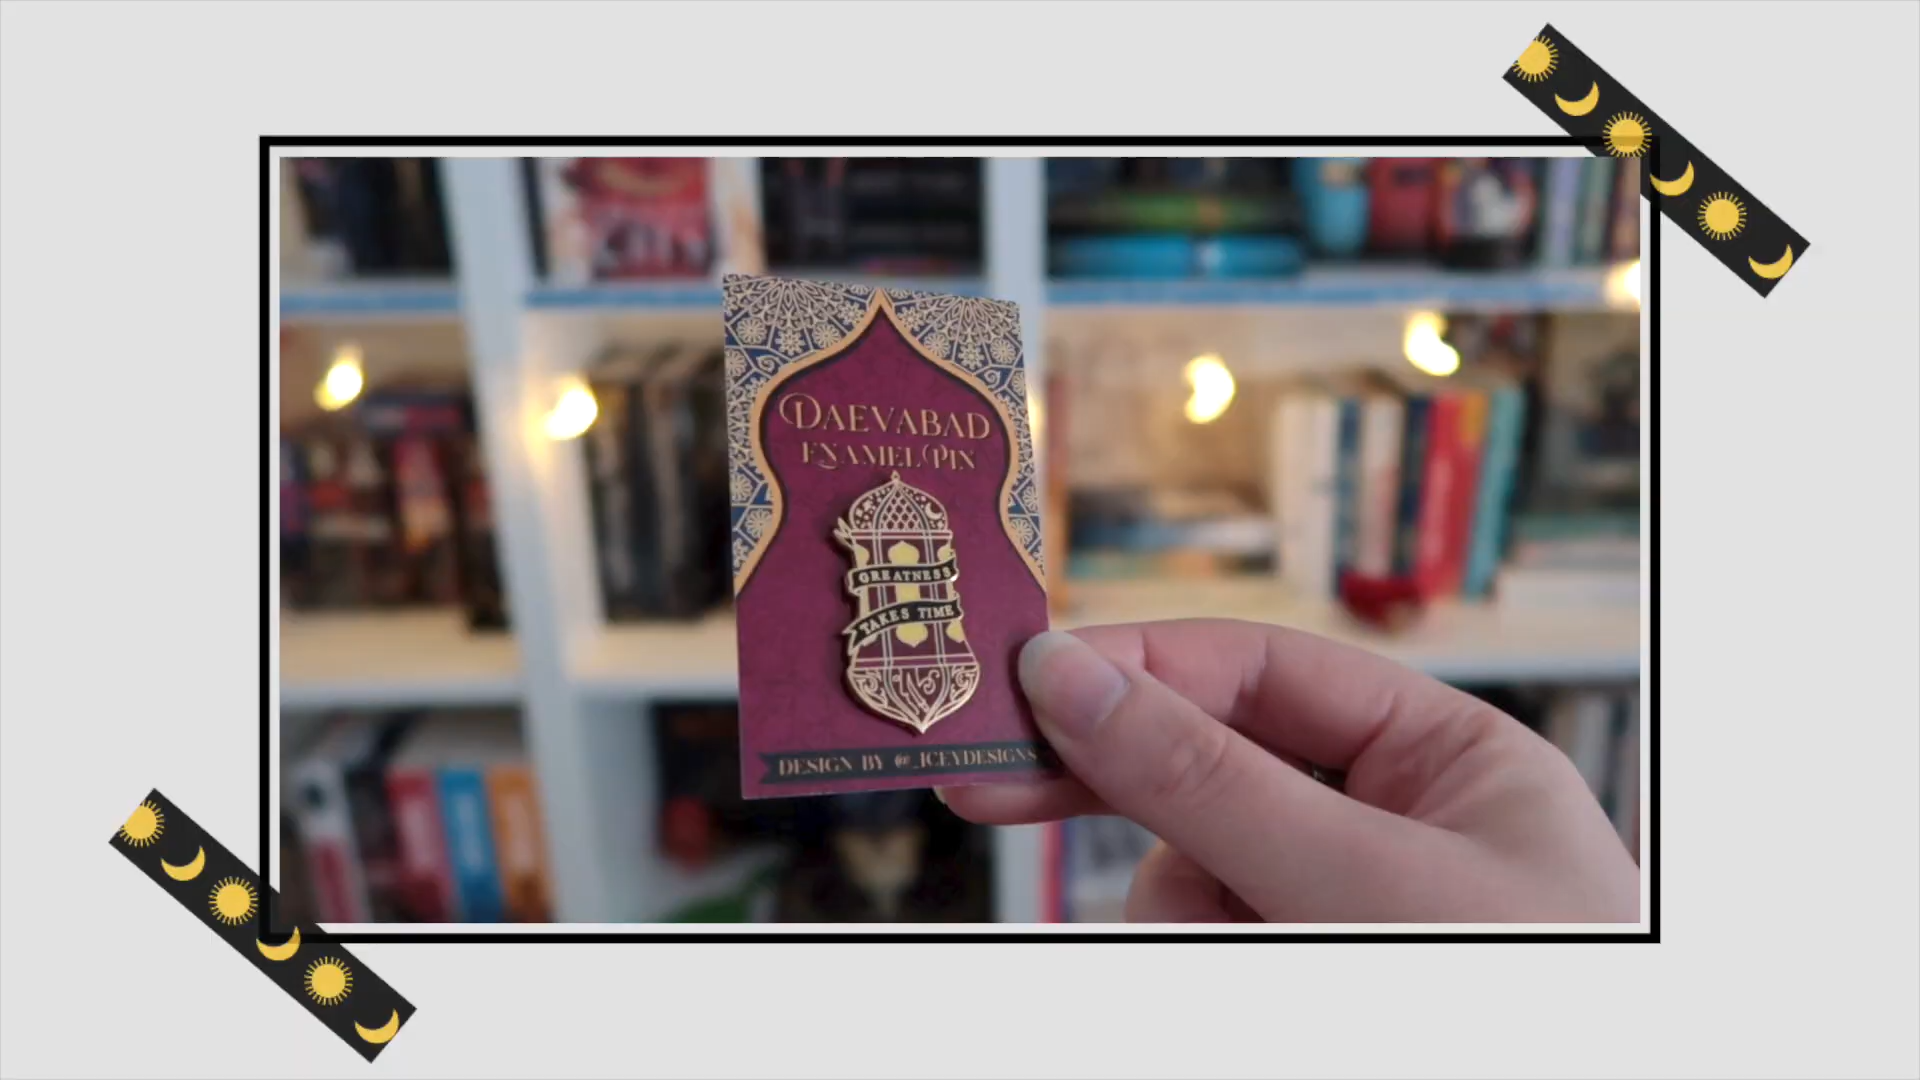 DAEVABAD
ENAMEL PIN
GREATNESS
TAKES TIME
DESIGN BY @_ICEYDESIGNS